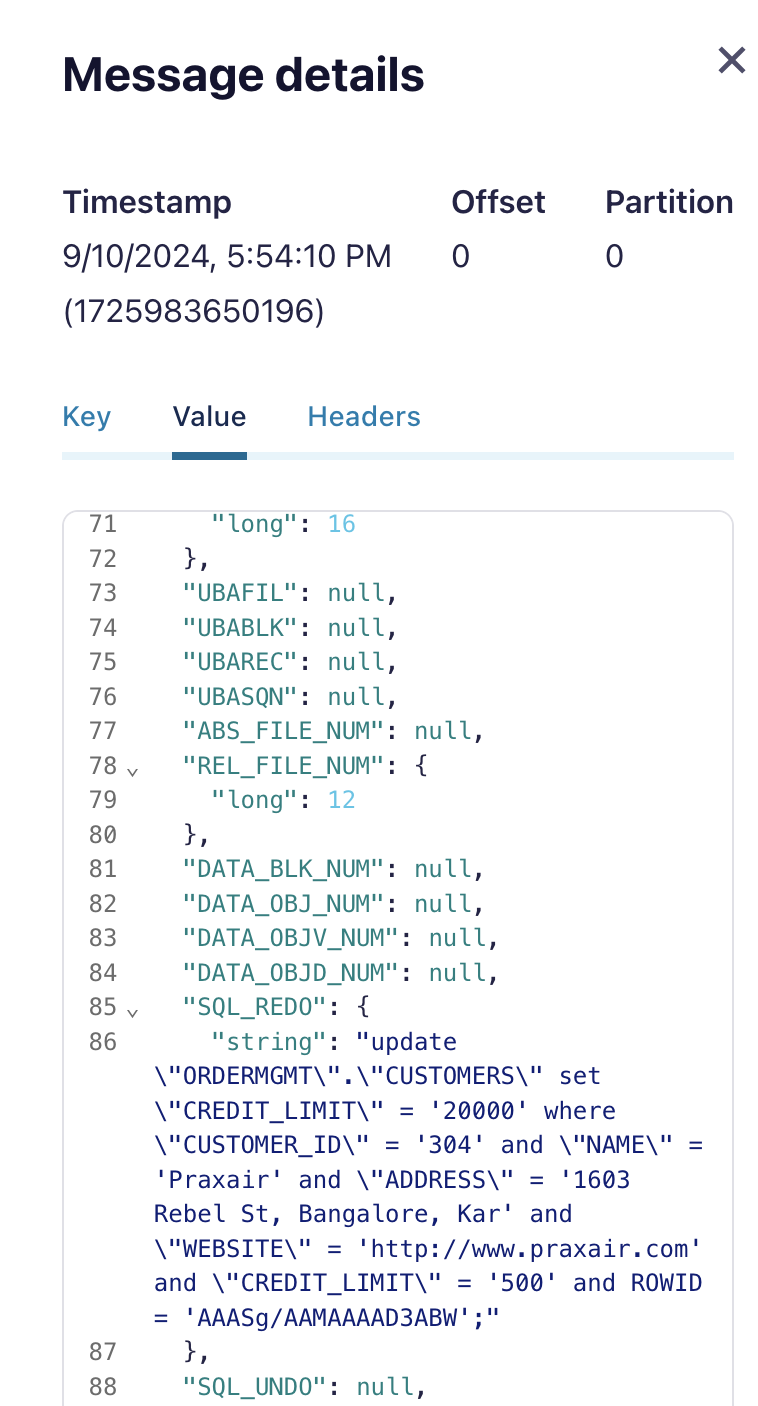 Message details
Timestamp Offset Partition
9/10/2024, 5:54:10 PM 0 0
(1725983650196)
Key Value Headers
71 "long": 16
72 },
73 "UBAFIL": null,
74 "UBABLK": null,
75 "UBAREC": null,
76 "UBASQN": null,
77 "ABS_FILE_NUM": null,
78 "REL_FILE_NUM": {
79 "long": 12
80 },
81 "DATA_BLK_NUM": null,
82 "DATA_OBJ_NUM": null,
83 "DATA_OBJV_NUM": null,
84 "DATA_OBJD_NUM": null,
85 "SQL_REDO": {
86 "string": "update
\"ORDERMGMT\".\"CUSTOMERS\" set
\"CREDIT_LIMIT\" = '20000' where
\"CUSTOMER_ID\" = '304' and \"NAME\" =
'Praxair' and \"ADDRESS\" = '1603
Rebel St, Bangalore, Kar' and
\"WEBSITE\" = 'http://www.praxair.com'
and \"CREDIT_LIMIT\" = '500' and ROWID
= 'AAASg/AAMAAAAD3ABW';"
87 },
88 "SQL_UNDO": null,